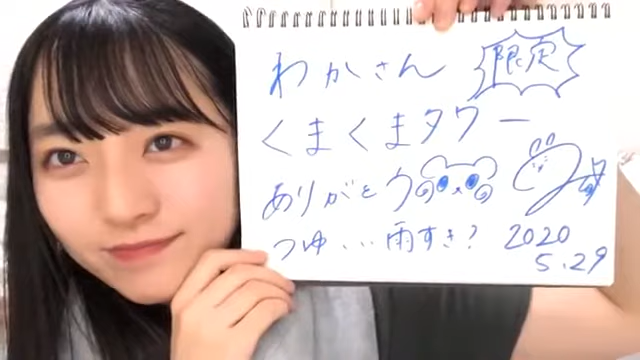 わかさん 限定
くまくまタワー
ありがとう
つゆ... 雨すき? 2020
5.29